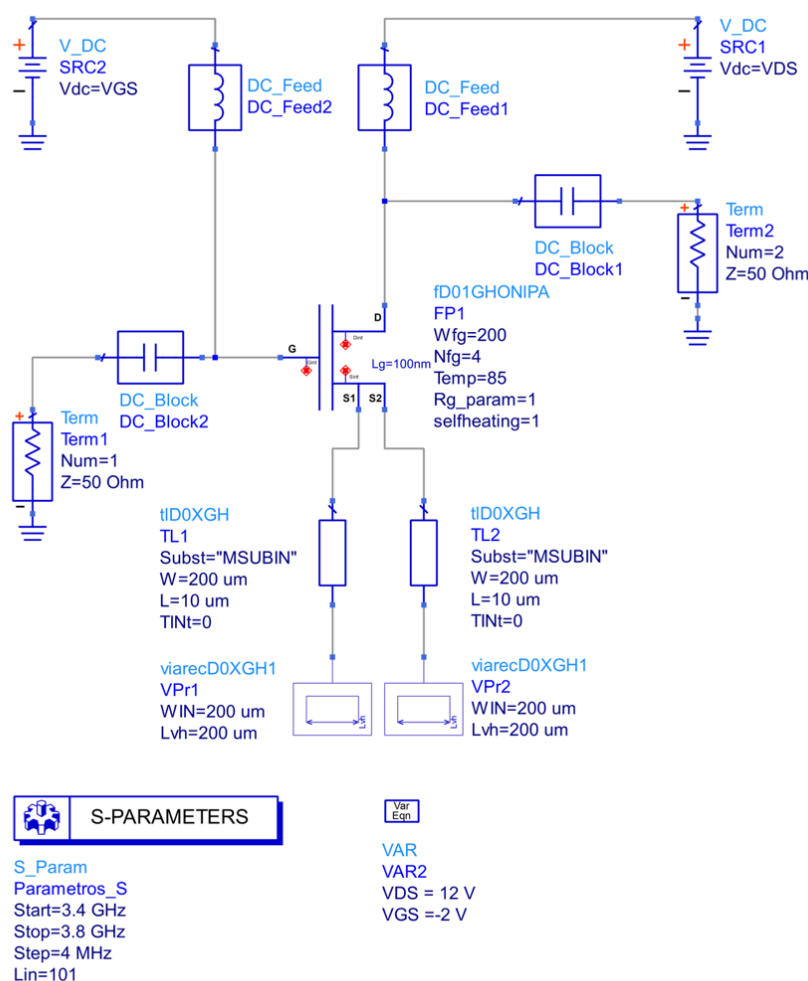 V_DC
SRC2
Vdc=VGS
DC_Feed
DC_Feed2
DC_Feed
DC_Feed1
V_DC
SRC1
Vdc=VDS
DC_Block
DC_Block1
Term
Term2
Num=2
Z=50 Ohm
fD01GHONIPA
FP1
Wfg=200
Nfg=4
Temp=85
Rg_param=1
selfheating=1
D
G
S1
S2
Dint
Gint
Sint
Lg=100nm
DC_Block
DC_Block2
Term
Term1
Num=1
Z=50 Ohm
tlD0XGH
TL1
Subst="MSUBIN"
W=200 um
L=10 um
TINt=0
tlD0XGH
TL2
Subst="MSUBIN"
W=200 um
L=10 um
TINt=0
viarecD0XGH1
VPr1
WIN=200 um
Lvh=200 um
Lvh
Lvh
viarecD0XGH1
VPr2
WIN=200 um
Lvh=200 um
S-PARAMETERS
S_Param
Parametros_S
Start=3.4 GHz
Stop=3.8 GHz
Step=4 MHz
Lin=101
Var
Eqn
VAR
VAR2
VDS = 12 V
VGS =-2 V